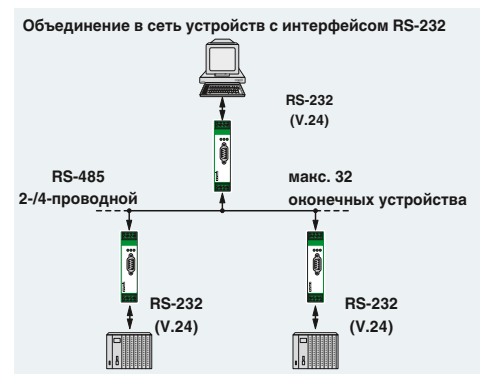 Объединение в сеть устройств с интерфейсом RS-232
RS-232
(V.24)
RS-485
2-/4-проводной
макс. 32
оконечных устройства
RS-232
(V.24)
RS-232
(V.24)